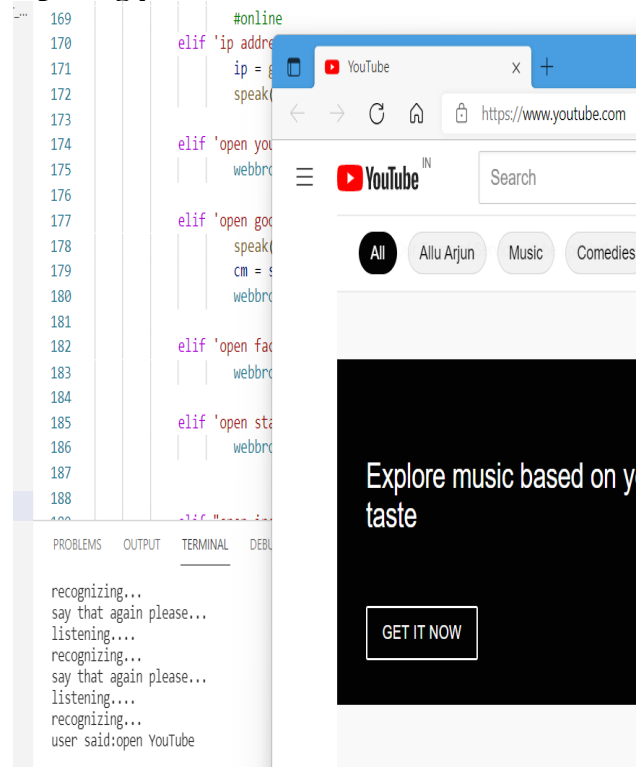 169 #online
170 elif 'ip addre
171 ip =
172 speak(
173
174 elif 'open you
175 webbro
176
177 elif 'open goo
178 speak(
179 cm = s
180 webbro
181
182 elif 'open fac
183 webbro
184
185 elif 'open sta
186 webbro
187
188
PROBLEMS OUTPUT TERMINAL DEBU
recognizing...
say that again please...
listening....
recognizing...
say that again please...
listening....
recognizing...
user said:open YouTube
YouTube
https://www.youtube.com
YouTube IN
Search
All Allu Arjun Music Comedies
Explore music based on yo
taste
GET IT NOW